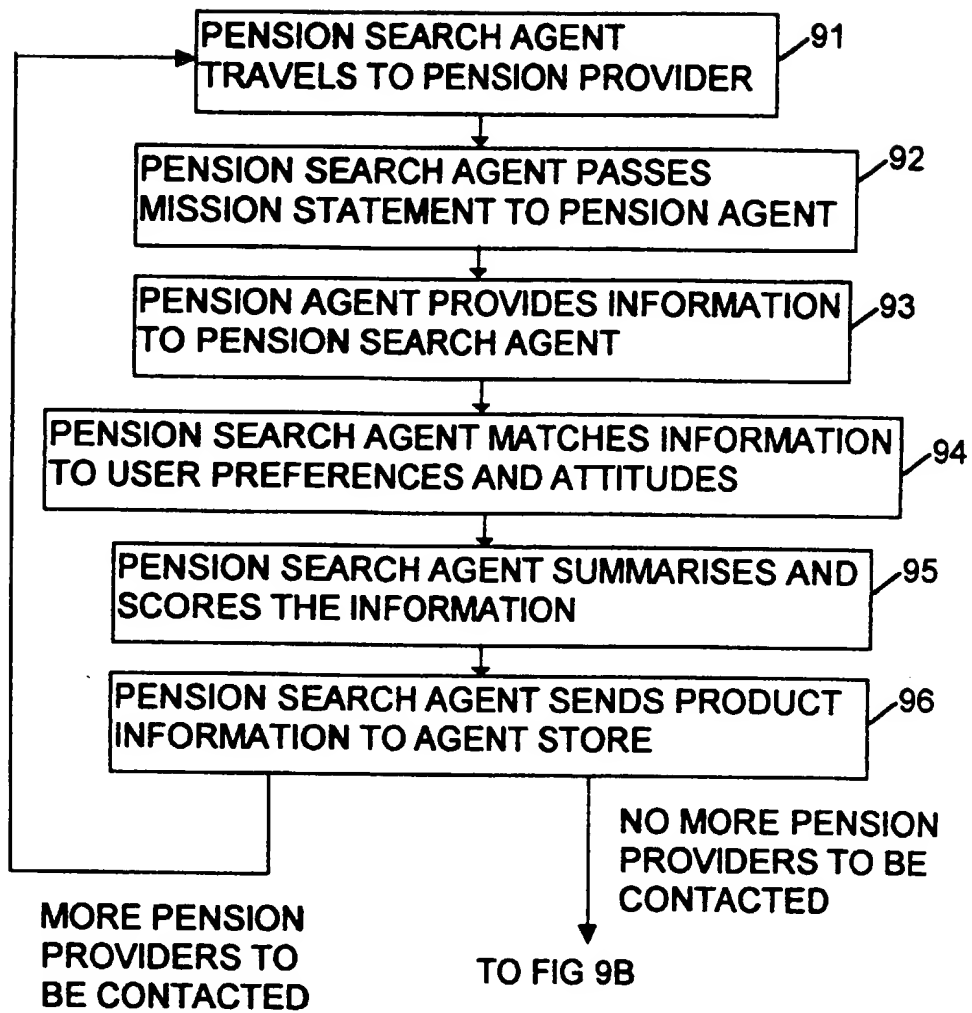 PENSION SEARCH AGENT
TRAVELS TO PENSION PROVIDER
91
PENSION SEARCH AGENT PASSES
MISSION STATEMENT TO PENSION AGENT
92
PENSION AGENT PROVIDES INFORMATION
TO PENSION SEARCH AGENT
93
PENSION SEARCH AGENT MATCHES INFORMATION
TO USER PREFERENCES AND ATTITUDES
94
PENSION SEARCH AGENT SUMMARISES AND
SCORES THE INFORMATION
95
PENSION SEARCH AGENT SENDS PRODUCT
INFORMATION TO AGENT STORE
96
MORE PENSION
PROVIDERS TO
BE CONTACTED
NO MORE PENSION
PROVIDERS TO BE
CONTACTED
TO FIG 9B